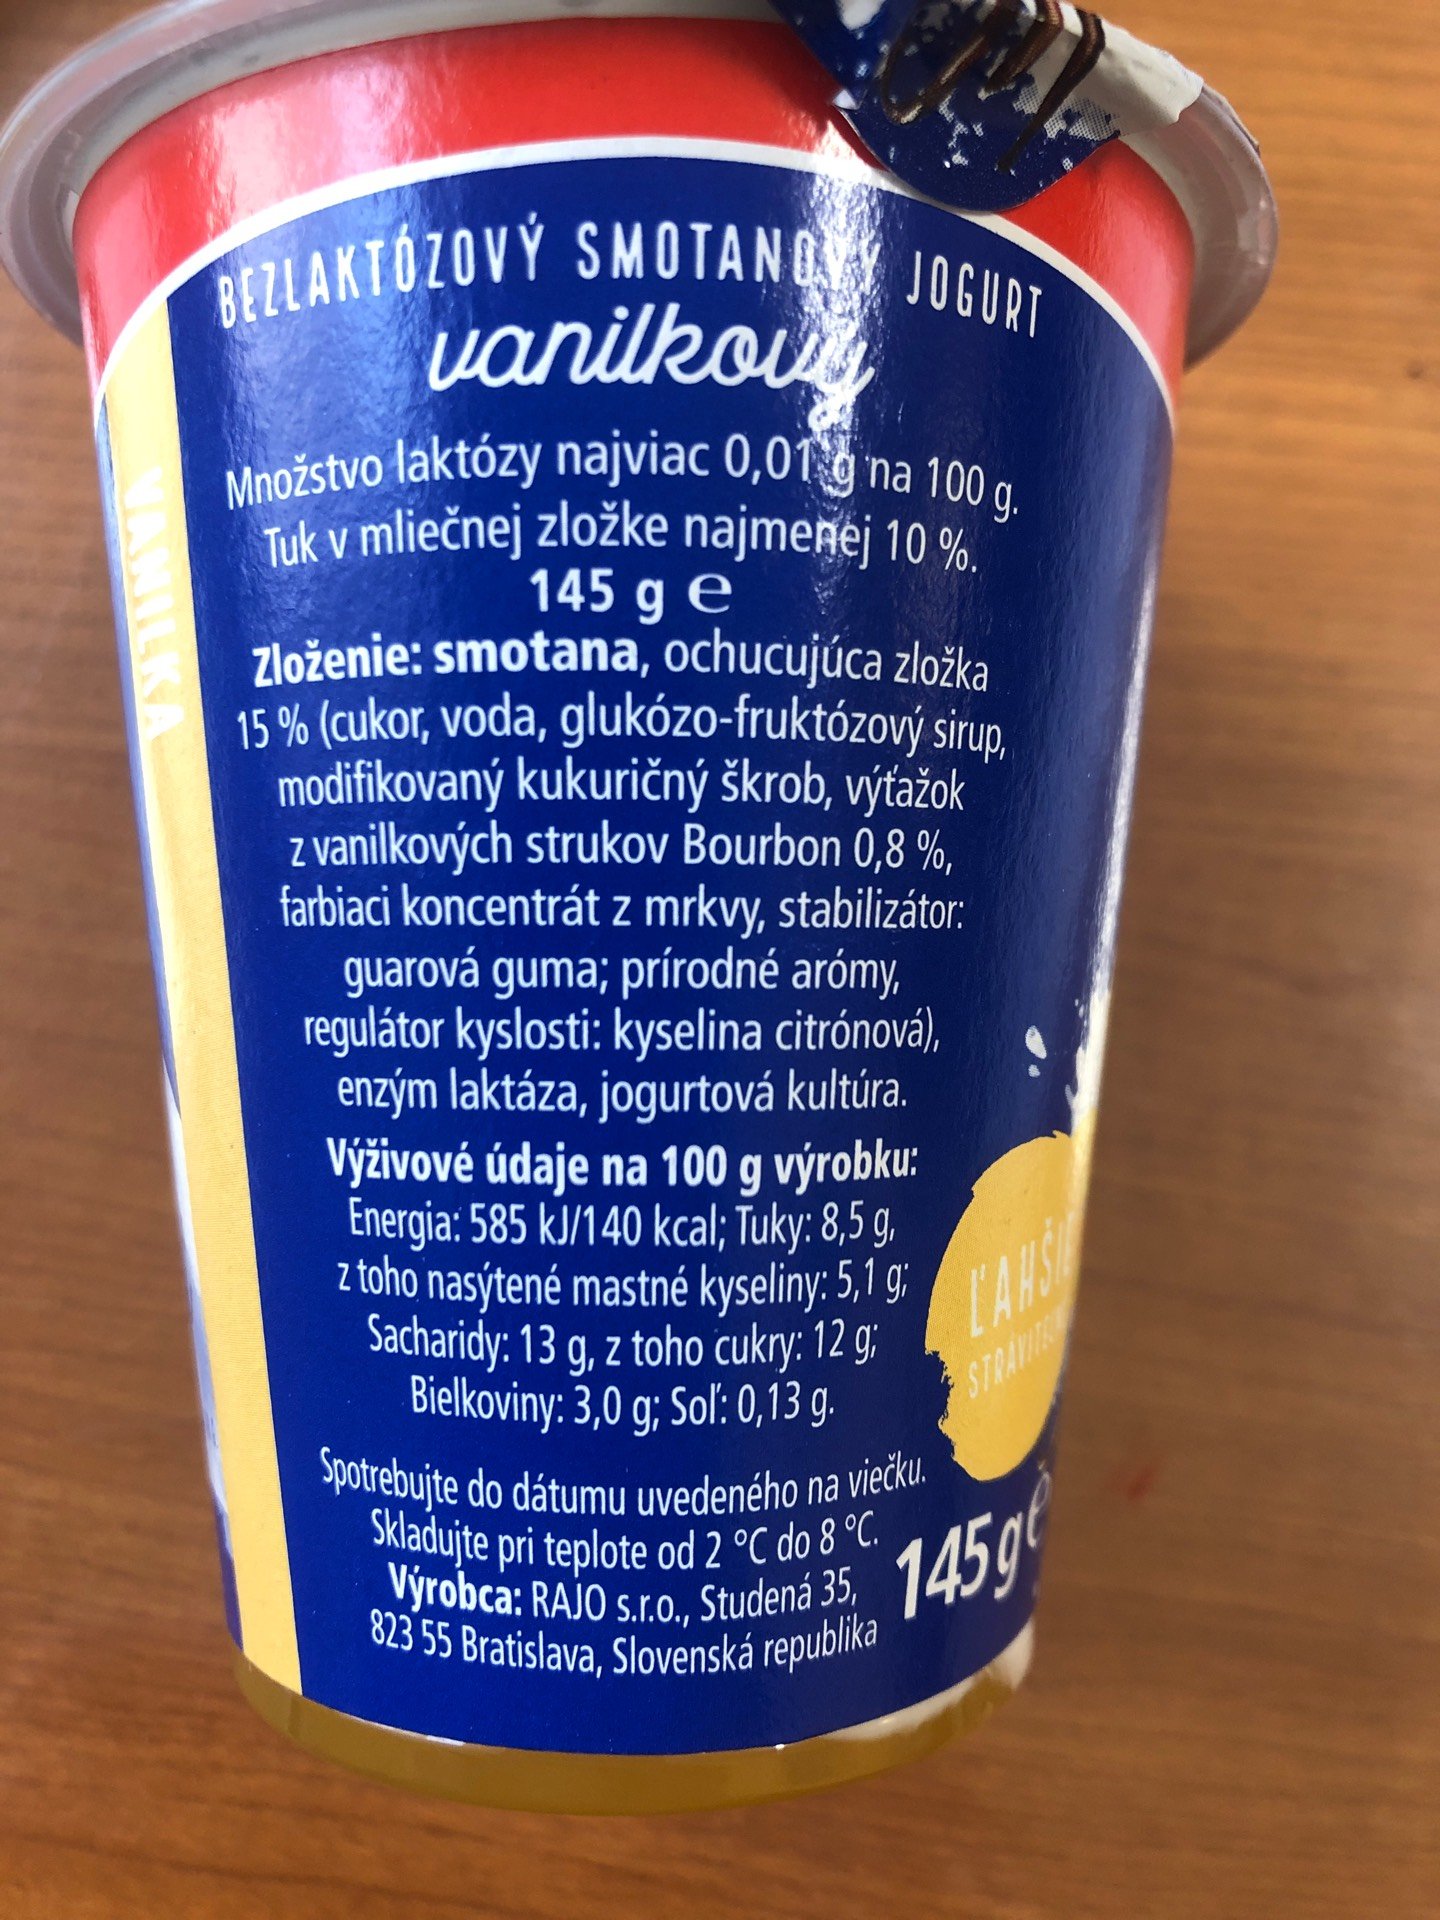 BEZLAKTÓZOVÝ SMOTANOVÝ JOGURT
vanilkový
Množstvo laktózy najviac 0,01 g na 100 g.
Tuk v mliečnej zložke najmenej 10 %.
145 g e
Zloženie: smotana, ochucujúca zložka
15 % (cukor, voda, glukózo-fruktózový sirup,
modifikovaný kukuričný škrob, výťažok
z vanilkových strukov Bourbon 0,8 %,
farbiaci koncentrát z mrkvy, stabilizátor:
guarová guma; prírodné arómy,
regulátor kyslosti: kyselina citrónová),
enzým laktáza, jogurtová kultúra.
Výživové údaje na 100 g výrobku:
Energia: 585 kJ/140 kcal; Tuky: 8,5 g,
z toho nasýtené mastné kyseliny: 5,1 g;
Sacharidy: 13 g, z toho cukry: 12 g;
Bielkoviny: 3,0 g; Soľ: 0,13 g.
Spotrebujte do dátumu uvedeného na viečku.
Skladujte pri teplote od 2 °C do 8 °C.
Výrobca: RAJO s.r.o., Studená 35,
823 55 Bratislava, Slovenská republika
VANILKA
ĽAHŠIE
145g e